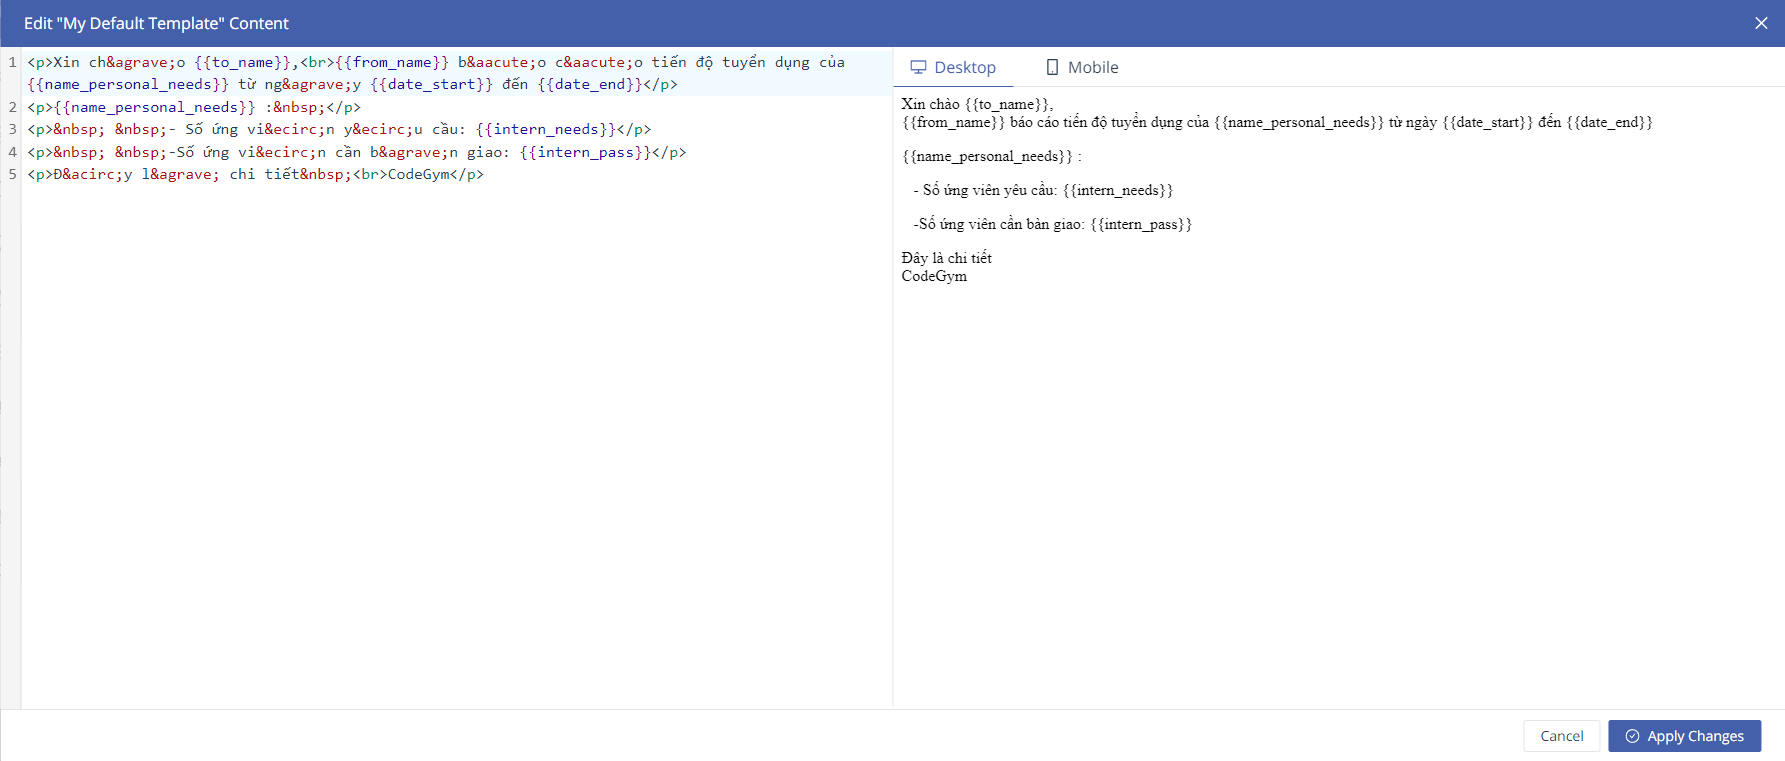 Edit "My Default Template" Content
1 <p>Xin ch&agrave;o {{to_name}},<br>{{from_name}} b&aacute;o c&aacute;o tiến độ tuyển dụng của
{{name_personal_needs}} từ ng&agrave;y {{date_start}} đến {{date_end}}</p>
2 <p>{{name_personal_needs}} :&nbsp;</p>
3 <p>&nbsp; &nbsp;- Số ứng vi&ecirc;n y&ecirc;u cầu: {{intern_needs}}</p>
4 <p>&nbsp; &nbsp;-Số ứng vi&ecirc;n cần b&agrave;n giao: {{intern_pass}}</p>
5 <p>Đ&acirc;y l&agrave; chi tiết&nbsp;<br>CodeGym</p>
Desktop Mobile
Xin chào {{to_name}},
{{from_name}} báo cáo tiến độ tuyển dụng của {{name_personal_needs}} từ ngày {{date_start}} đến {{date_end}}
{{name_personal_needs}} :
- Số ứng viên yêu cầu: {{intern_needs}}
-Số ứng viên cần bàn giao: {{intern_pass}}
Đây là chi tiết
CodeGym
Cancel Apply Changes